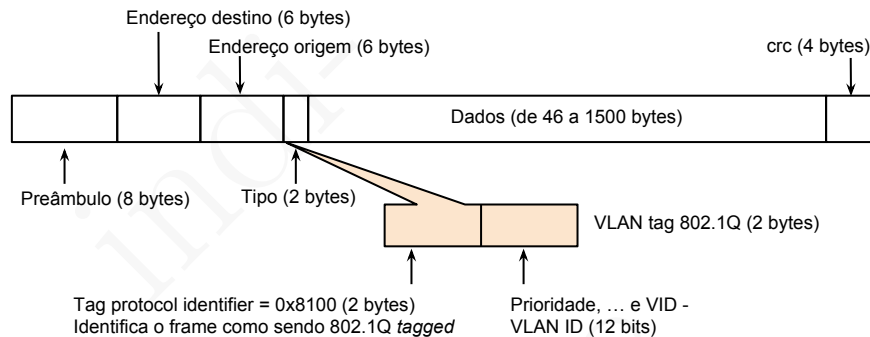 Endereço destino (6 bytes)
Endereço origem (6 bytes)
crc (4 bytes)
Dados (de 46 a 1500 bytes)
Preâmbulo (8 bytes)
Tipo (2 bytes)
VLAN tag 802.1Q (2 bytes)
Tag protocol identifier = 0x8100 (2 bytes)
Identifica o frame como sendo 802.1Q tagged
Prioridade, … e VID -
VLAN ID (12 bits)
indi-